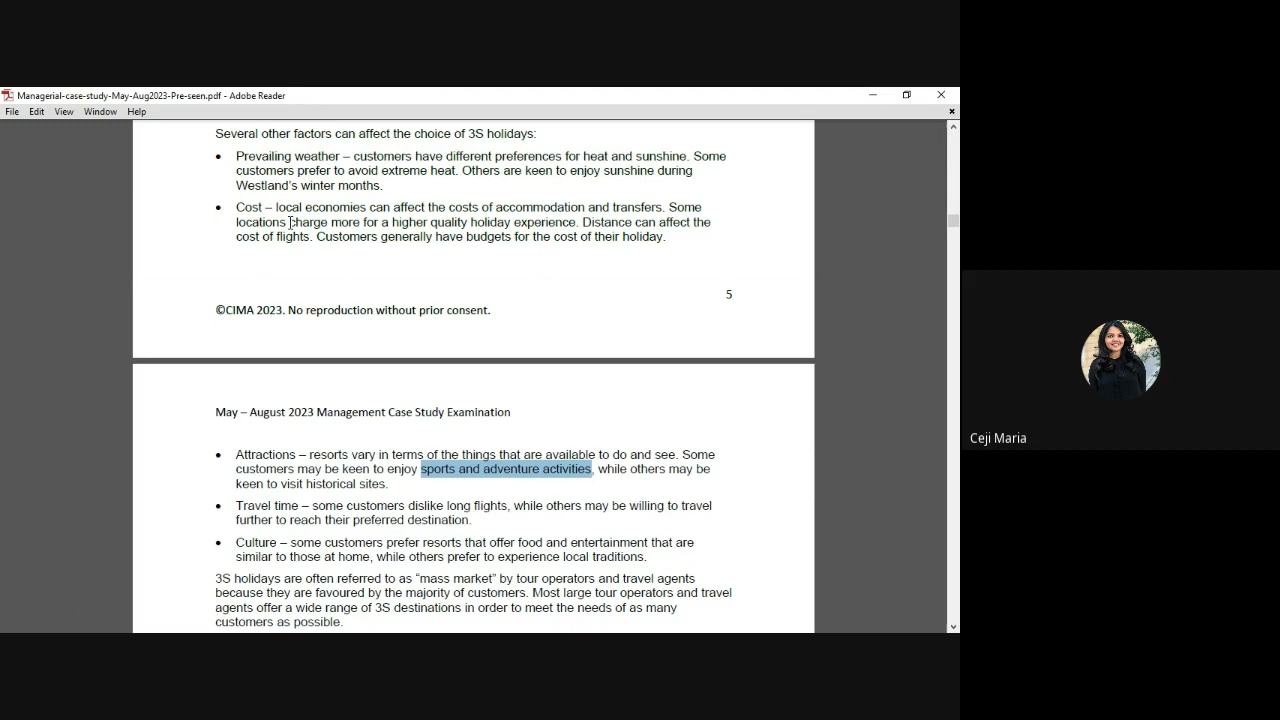 Managerial-case-study-May-Aug2023-Pre-seen.pdf - Adobe Reader
File Edit View Window Help
Several other factors can affect the choice of 3S holidays:
• Prevailing weather – customers have different preferences for heat and sunshine. Some
customers prefer to avoid extreme heat. Others are keen to enjoy sunshine during
Westland's winter months.
• Cost – local economies can affect the costs of accommodation and transfers. Some
locations charge more for a higher quality holiday experience. Distance can affect the
cost of flights. Customers generally have budgets for the cost of their holiday.
5
©CIMA 2023. No reproduction without prior consent.
May – August 2023 Management Case Study Examination
• Attractions – resorts vary in terms of the things that are available to do and see. Some
customers may be keen to enjoy sports and adventure activities, while others may be
keen to visit historical sites.
• Travel time – some customers dislike long flights, while others may be willing to travel
further to reach their preferred destination.
• Culture – some customers prefer resorts that offer food and entertainment that are
similar to those at home, while others prefer to experience local traditions.
3S holidays are often referred to as “mass market” by tour operators and travel agents
because they are favoured by the majority of customers. Most large tour operators and travel
agents offer a wide range of 3S destinations in order to meet the needs of as many
customers as possible.
Ceji Maria